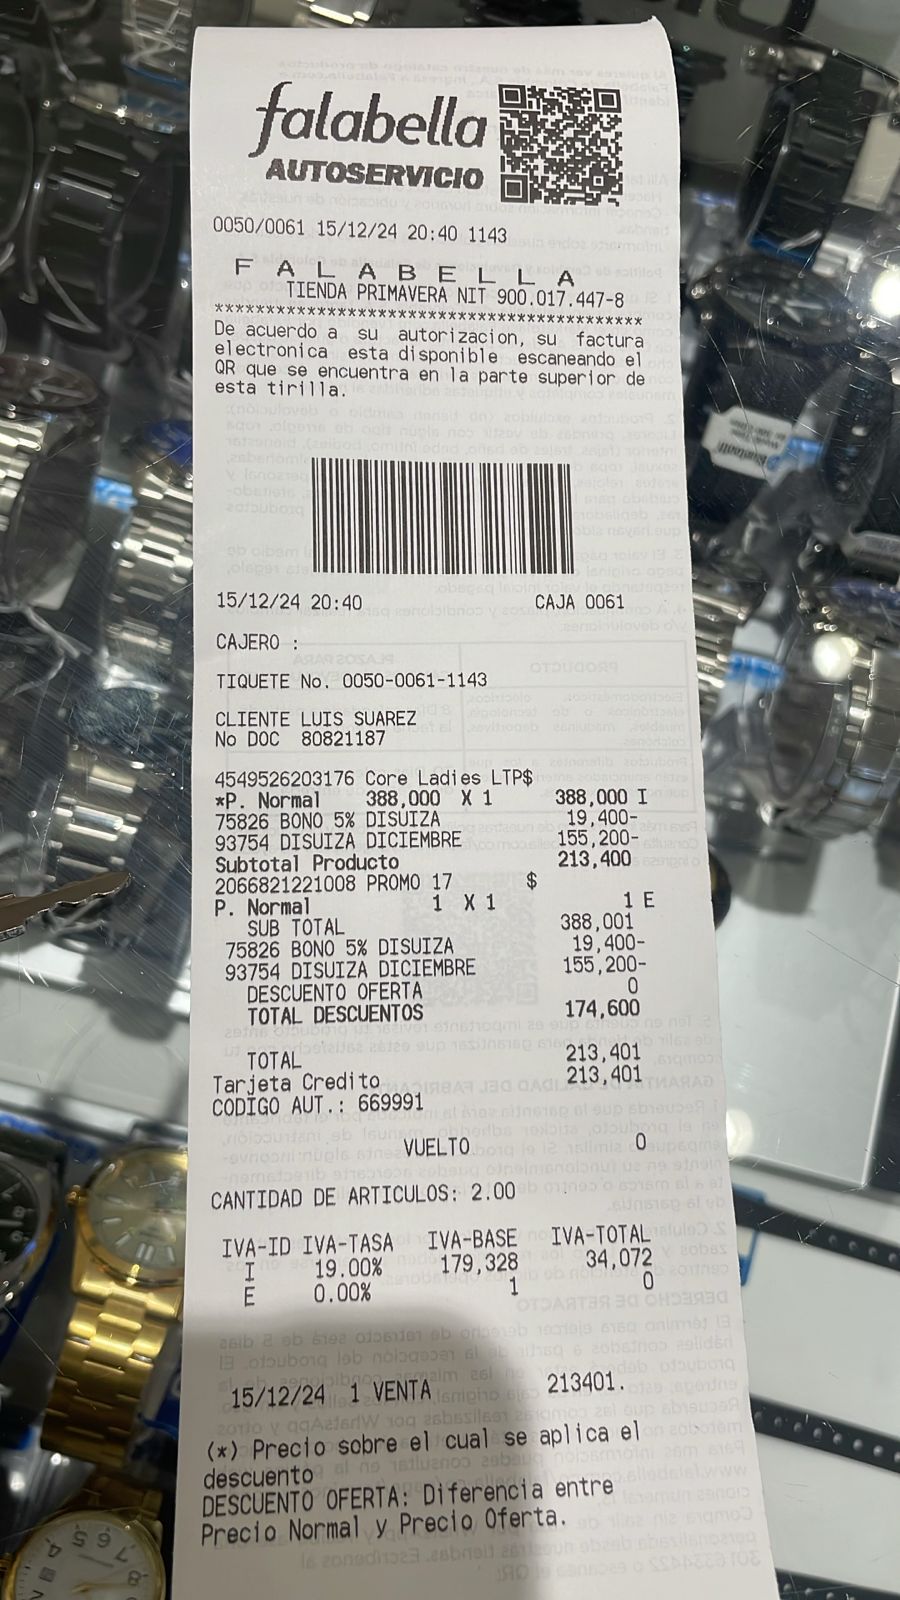 falabella
AUTOSERVICIO
0050/0061 15/12/24 20:40 1143
F A L A B E L L A
TIENDA PRIMAVERA NIT 900.017.447-8
*****************************************
De acuerdo a su autorizacion, su factura
electronica esta disponible escaneando el
QR que se encuentra en la parte superior de
esta tirilla.
15/12/24 20:40 CAJA 0061
CAJERO :
TIQUETE No. 0050-0061-1143
CLIENTE LUIS SUAREZ
No DOC 80821187
4549526203176 Core Ladies LTP$
*P. Normal 388,000 X 1 388,000 I
75826 BONO 5% DISUIZA 19,400-
93754 DISUIZA DICIEMBRE 155,200-
Subtotal Producto 213,400
2066821221008 PROMO 17 $
P. Normal 1 X 1 1 E
SUB TOTAL 388,001
75826 BONO 5% DISUIZA 19,400-
93754 DISUIZA DICIEMBRE 155,200-
DESCUENTO OFERTA 0
TOTAL DESCUENTOS 174,600
TOTAL 213,401
Tarjeta Credito 213,401
CODIGO AUT.: 669991
VUELTO 0
CANTIDAD DE ARTICULOS: 2.00
IVA-ID IVA-TASA IVA-BASE IVA-TOTAL
I 19.00% 179,328 34,072
E 0.00% 1 0
15/12/24 1 VENTA 213401.
(*) Precio sobre el cual se aplica el
descuento
DESCUENTO OFERTA: Diferencia entre
Precio Normal y Precio Oferta.